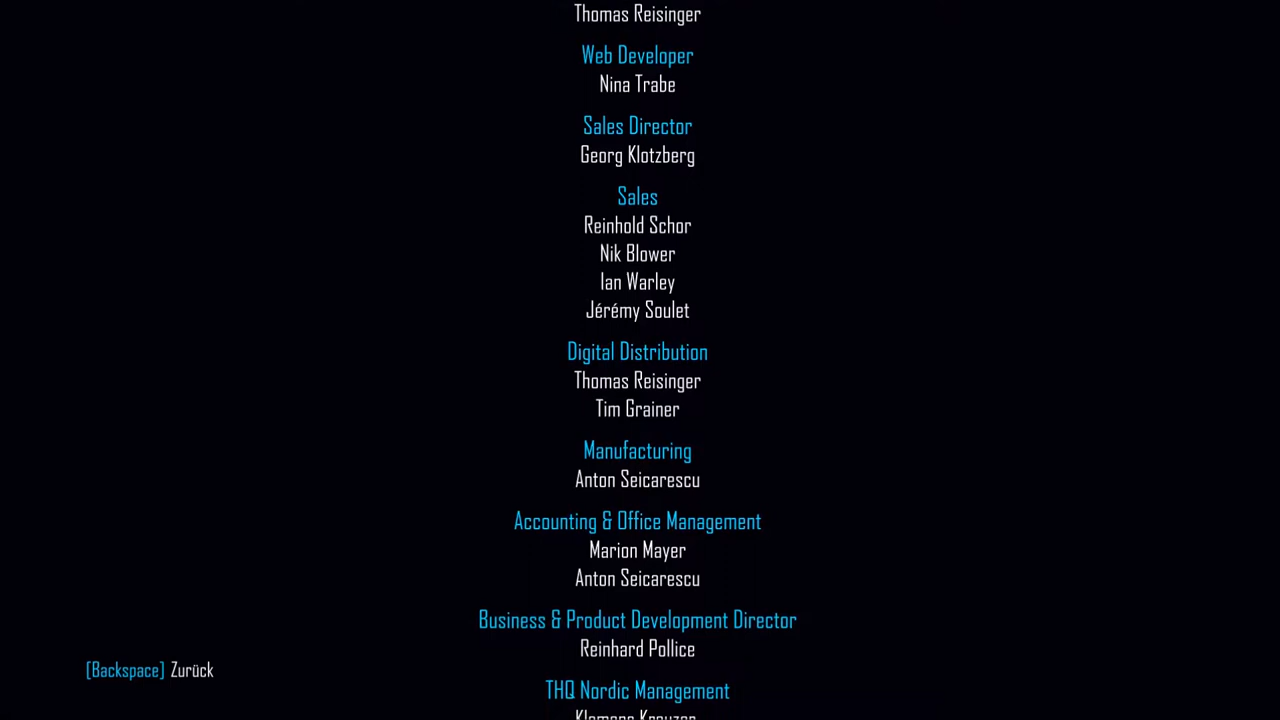 Thomas Reisinger
Web Developer
Nina Trabe
Sales Director
Georg Klotzberg
Sales
Reinhold Schor
Nik Blower
Ian Warley
Jérémy Soulet
Digital Distribution
Thomas Reisinger
Tim Grainer
Manufacturing
Anton Seicarescu
Accounting & Office Management
Marion Mayer
Anton Seicarescu
Business & Product Development Director
Reinhard Pollice
[Backspace] Zurück
THQ Nordic Management